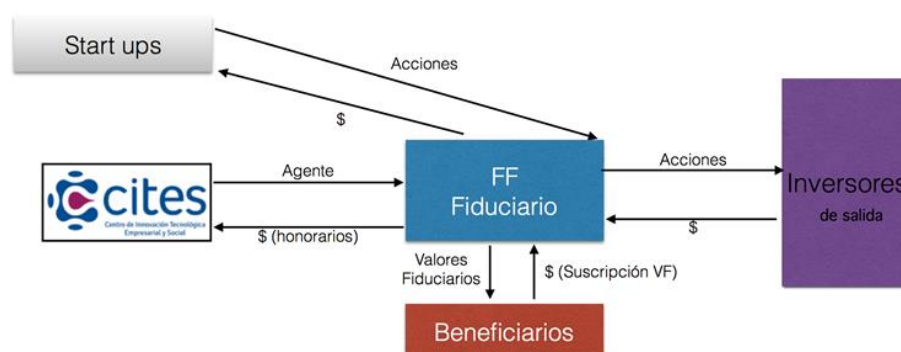 Start ups
Acciones
$
cites
Centro de Innovación Tecnológica
Empresarial y Social
Agente
$ (honorarios)
FF
Fiduciario
Acciones
$
Inversores
de salida
Valores
Fiduciarios
$ (Suscripción VF)
Beneficiarios